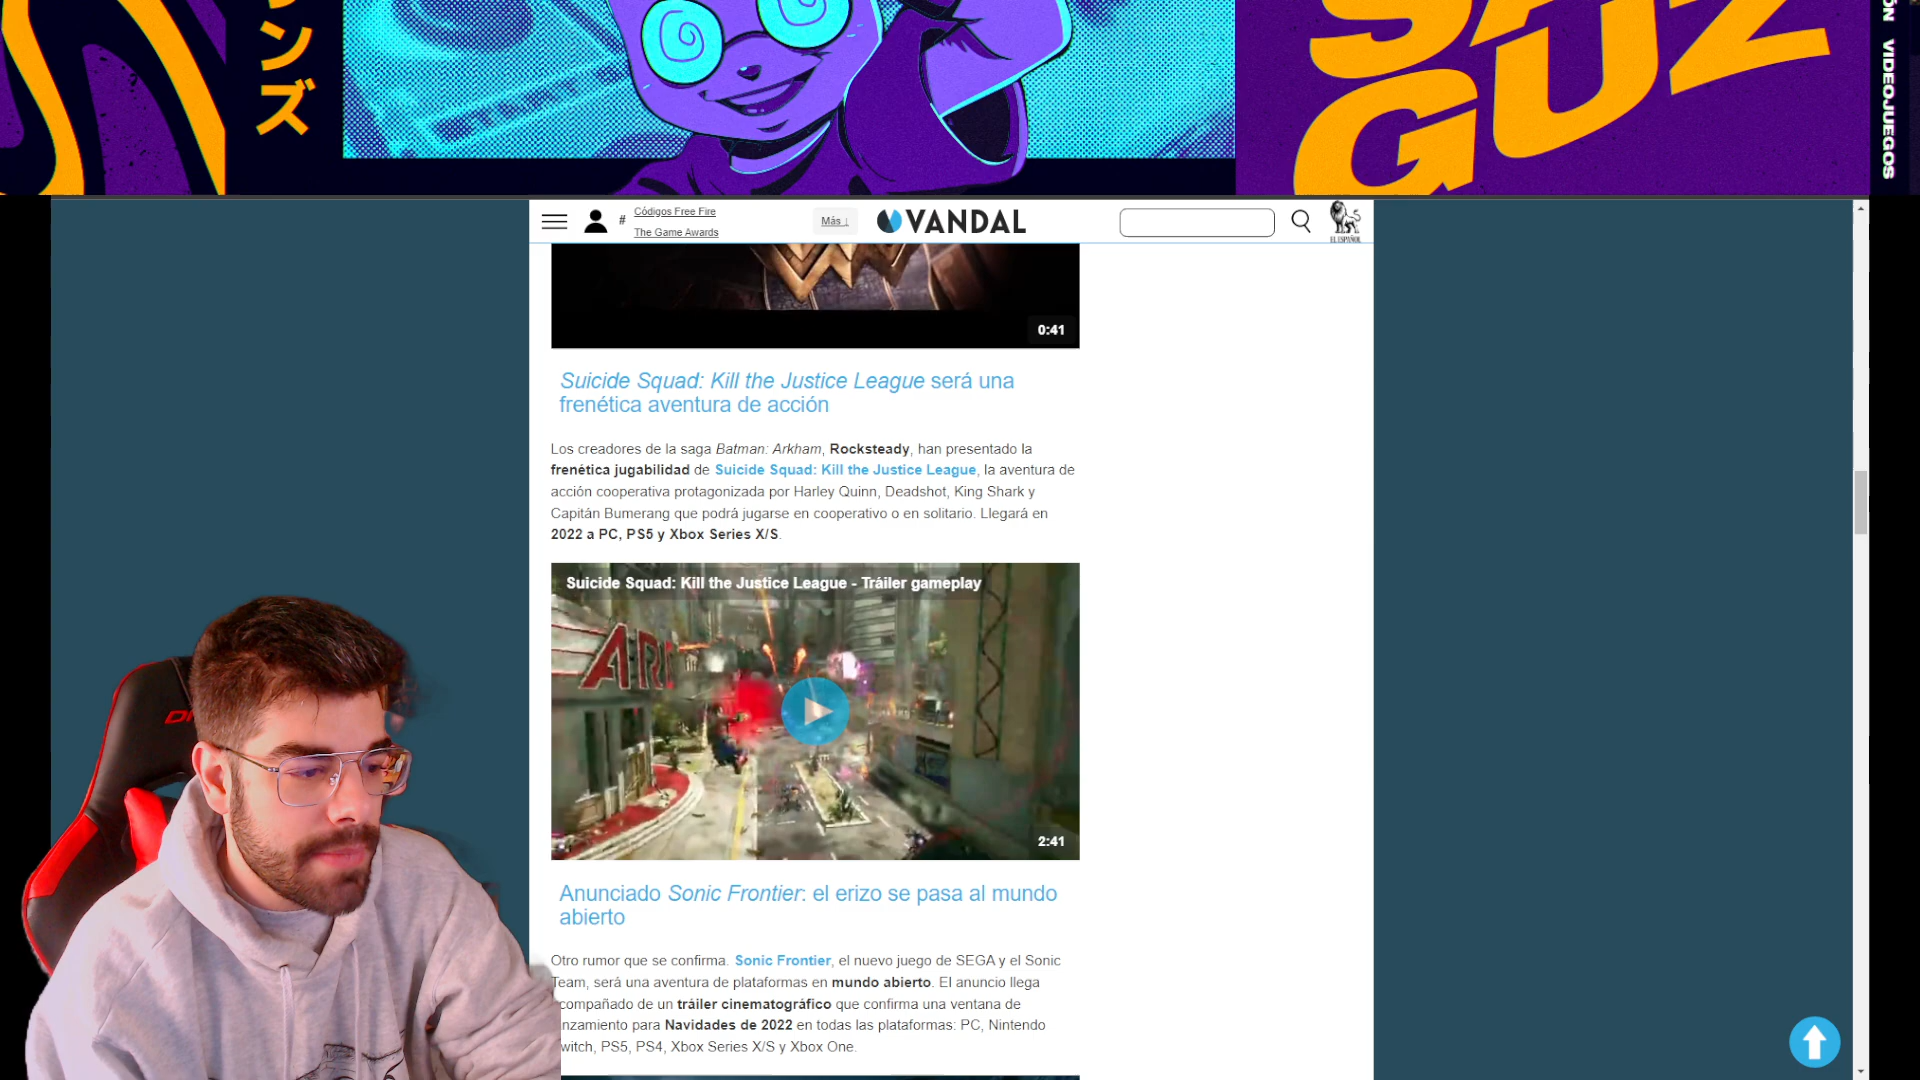 ンズ
GUZ
VIDEOJUEGOS
# Códigos Free Fire
The Game Awards
Más ↓
VANDAL
EL ESPAÑOL
0:41
Suicide Squad: Kill the Justice League será una
frenética aventura de acción
Los creadores de la saga Batman: Arkham, Rocksteady, han presentado la
frenética jugabilidad de Suicide Squad: Kill the Justice League, la aventura de
acción cooperativa protagonizada por Harley Quinn, Deadshot, King Shark y
Capitán Bumerang que podrá jugarse en cooperativo o en solitario. Llegará en
2022 a PC, PS5 y Xbox Series X/S.
Suicide Squad: Kill the Justice League - Tráiler gameplay
2:41
Anunciado Sonic Frontier: el erizo se pasa al mundo
abierto
Otro rumor que se confirma. Sonic Frontier, el nuevo juego de SEGA y el Sonic
Team, será una aventura de plataformas en mundo abierto. El anuncio llega
compañado de un tráiler cinematográfico que confirma una ventana de
nzamiento para Navidades de 2022 en todas las plataformas: PC, Nintendo
witch, PS5, PS4, Xbox Series X/S y Xbox One.